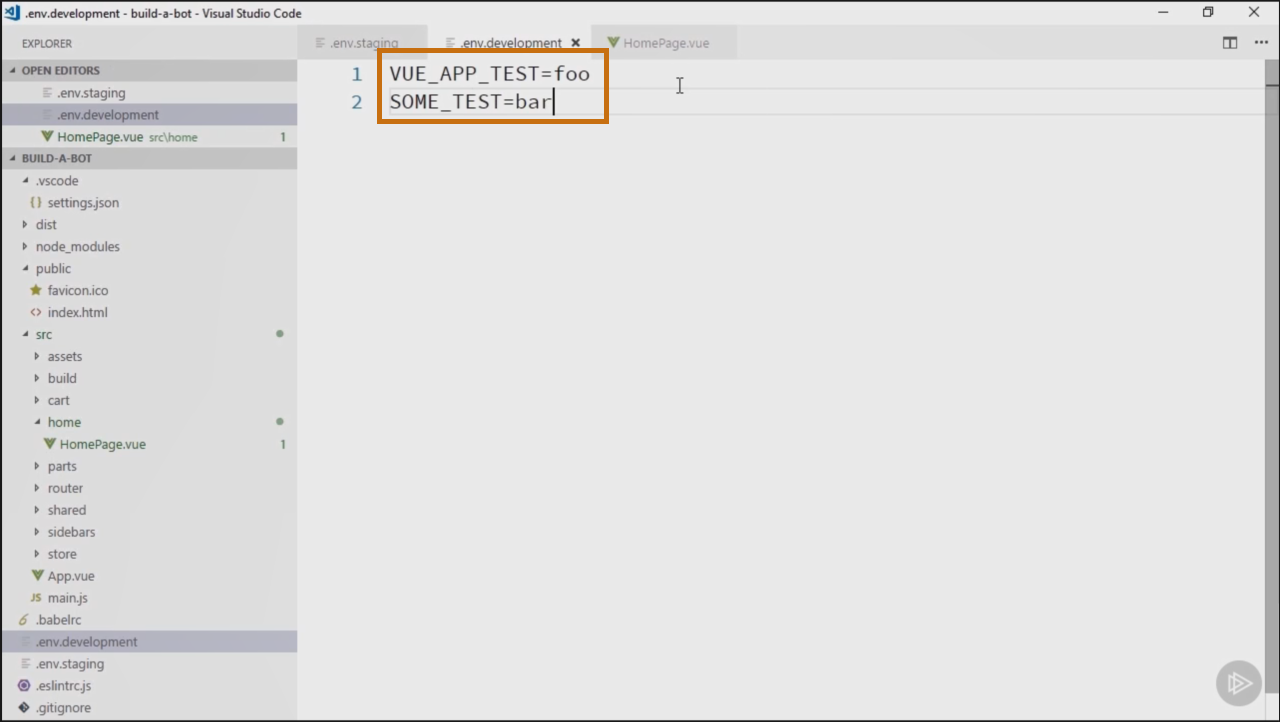 .env.development - build-a-bot - Visual Studio Code
EXPLORER
.env.staging
.env.development
HomePage.vue
OPEN EDITORS
.env.staging
.env.development
HomePage.vue src\home 1
BUILD-A-BOT
.vscode
{} settings.json
dist
node_modules
public
favicon.ico
<> index.html
src
assets
build
cart
home
HomePage.vue 1
parts
router
shared
sidebars
store
App.vue
JS main.js
.babelrc
.env.development
.env.staging
.eslintrc.js
.gitignore
1 VUE_APP_TEST=foo
2 SOME_TEST=bar